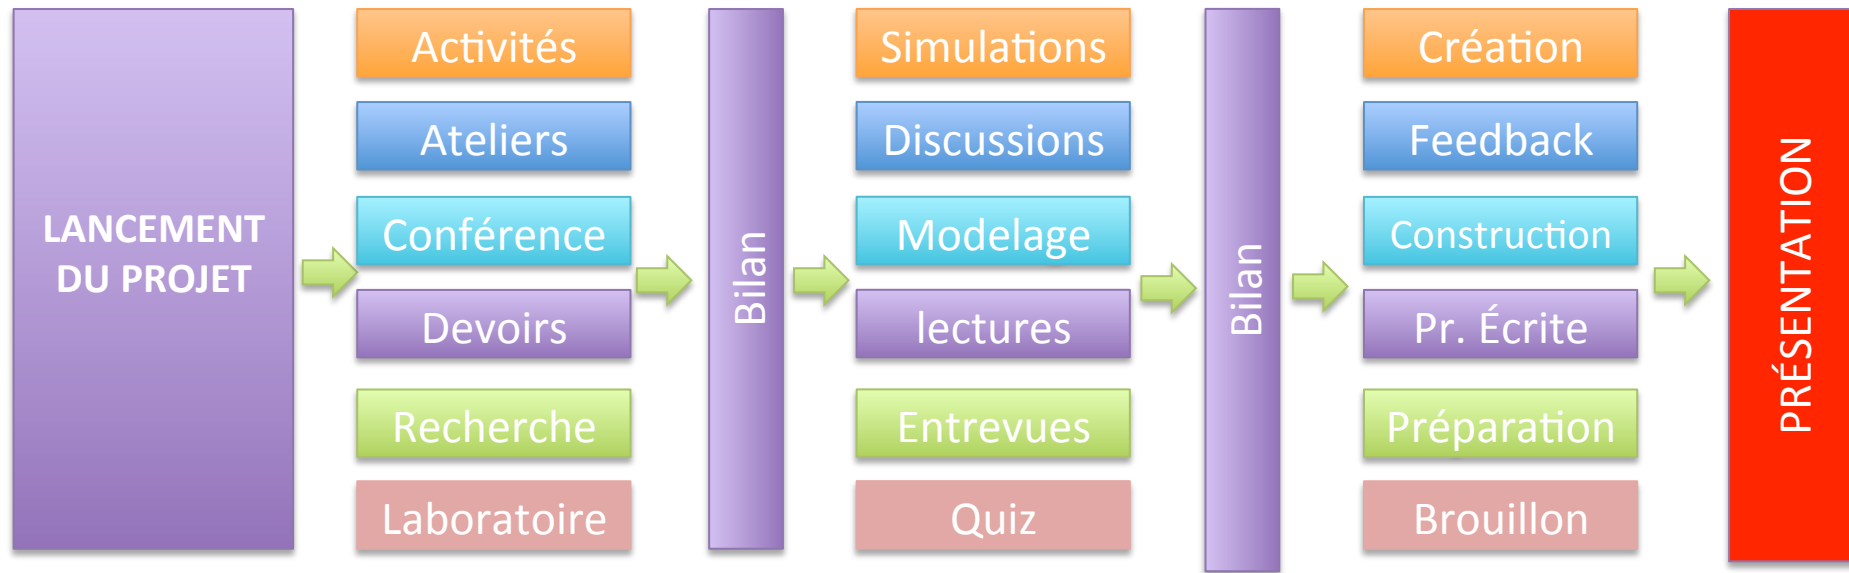 LANCEMENT
DU PROJET
Activités
Ateliers
Conférence
Devoirs
Recherche
Laboratoire
Bilan
Simulations
Discussions
Modelage
lectures
Entrevues
Quiz
Bilan
Création
Feedback
Construction
Pr. Écrite
Préparation
Brouillon
PRÉSENTATION